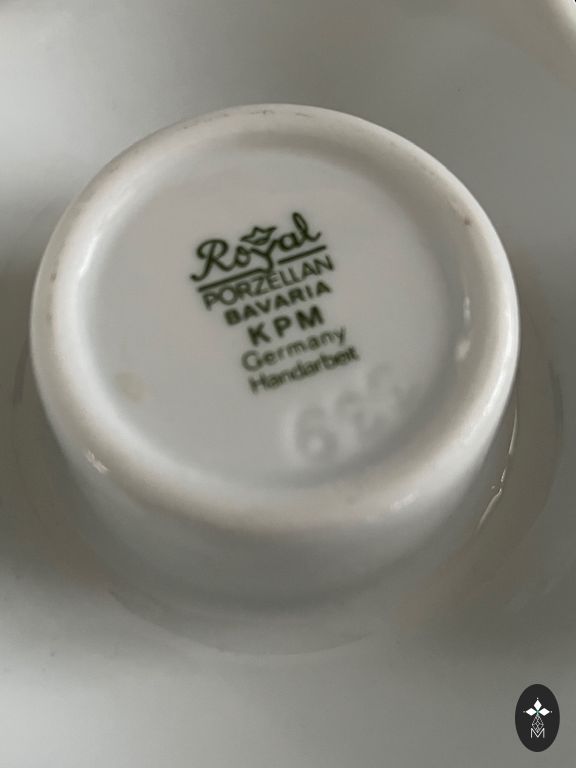 Royal
PORZELLAN
BAVARIA
KPM
Germany
Handarbeit
M